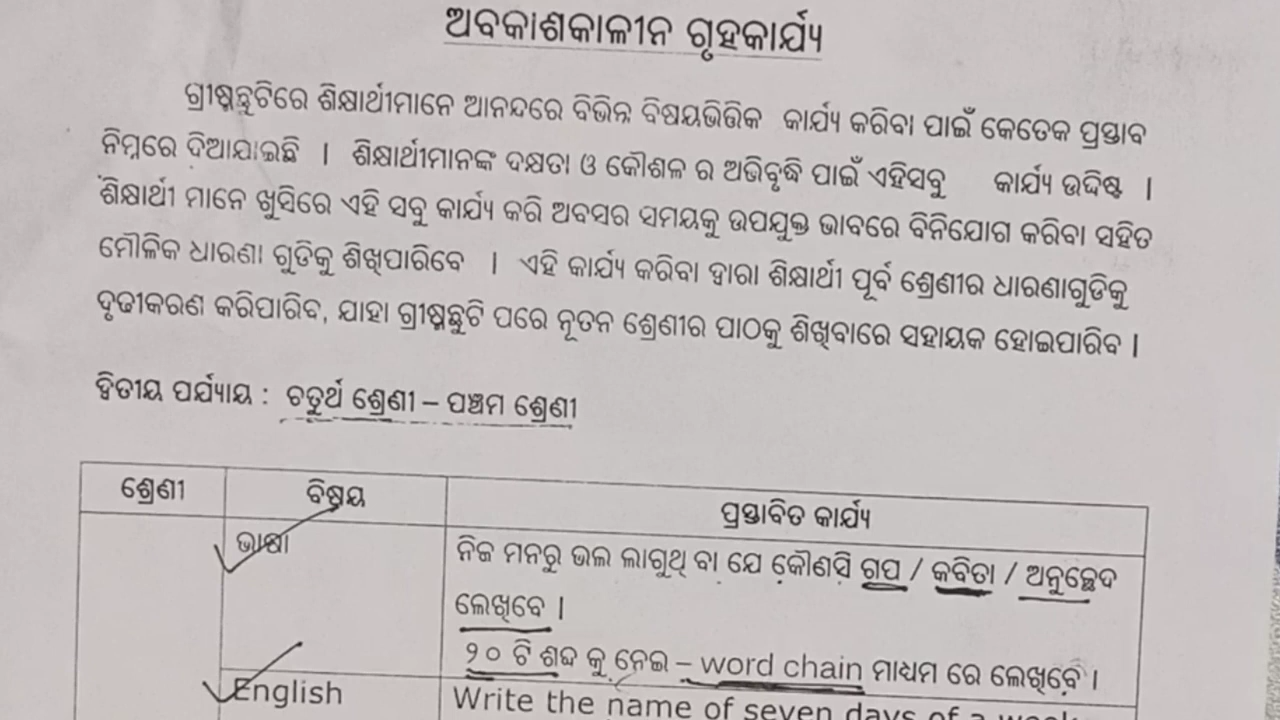 ଅବକାଶକାଳୀନ ଗୃହକାର୍ଯ୍ୟ
ଗ୍ରୀଷ୍ମଛୁଟିରେ ଶିକ୍ଷାର୍ଥୀମାନେ ଆନନ୍ଦରେ ବିଭିନ୍ନ ବିଷୟଭିତ୍ତିକ କାର୍ଯ୍ୟ କରିବା ପାଇଁ କେତେକ ପ୍ରସ୍ତାବ
ନିମ୍ନରେ ଦିଆଯାଇଛି । ଶିକ୍ଷାର୍ଥୀମାନଙ୍କ ଦକ୍ଷତା ଓ କୌଶଳ ର ଅଭିବୃଦ୍ଧି ପାଇଁ ଏହିସବୁ କାର୍ଯ୍ୟ ଉଦ୍ଦିଷ୍ଟ ।
ଶିକ୍ଷାର୍ଥୀ ମାନେ ଖୁସିରେ ଏହି ସବୁ କାର୍ଯ୍ୟ କରି ଅବସର ସମୟକୁ ଉପଯୁକ୍ତ ଭାବରେ ବିନିଯୋଗ କରିବା ସହିତ
ମୌଳିକ ଧାରଣା ଗୁଡିକୁ ଶିଖିପାରିବେ । ଏହି କାର୍ଯ୍ୟ କରିବା ଦ୍ୱାରା ଶିକ୍ଷାର୍ଥୀ ପୂର୍ବ ଶ୍ରେଣୀର ଧାରଣାଗୁଡିକୁ
ଦୃଢୀକରଣ କରିପାରିବ, ଯାହା ଗ୍ରୀଷ୍ମଛୁଟି ପରେ ନୂତନ ଶ୍ରେଣୀର ପାଠକୁ ଶିଖିବାରେ ସହାୟକ ହୋଇପାରିବ ।
ଦ୍ୱିତୀୟ ପର୍ଯ୍ୟାୟ : ଚତୁର୍ଥ ଶ୍ରେଣୀ – ପଞ୍ଚମ ଶ୍ରେଣୀ
ଶ୍ରେଣୀ ବିଷୟ ପ୍ରସ୍ତାବିତ କାର୍ଯ୍ୟ
ଭାଷା ନିଜ ମନରୁ ଭଲ ଲାଗୁଥି ବା ଯେ କୌଣସି ଗପ / କବିତା / ଅନୁଚ୍ଛେଦ
ଲେଖିବେ ।
୨୦ ଟି ଶବ୍ଦ କୁ ନେଇ – word chain ମାଧ୍ୟମ ରେ ଲେଖିବେ ।
English Write the name of seven days of a week